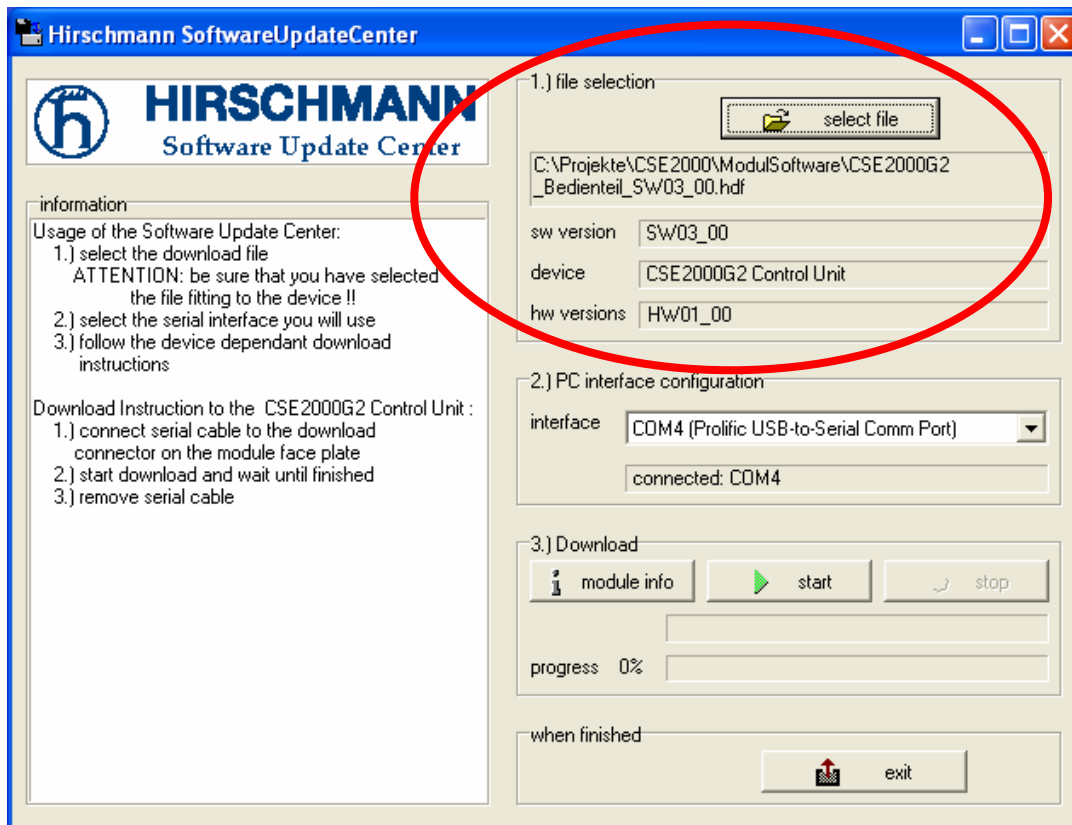 Hirschmann SoftwareUpdateCenter
HIRSCHMANN
Software Update Center
information
Usage of the Software Update Center:
1.) select the download file
ATTENTION: be sure that you have selected
the file fitting to the device !!
2.) select the serial interface you will use
3.) follow the device dependant download
instructions
Download Instruction to the CSE2000G2 Control Unit :
1.) connect serial cable to the download
connector on the module face plate
2.) start download and wait until finished
3.) remove serial cable
1.) file selection
select file
C:\Projekte\CSE2000\ModulSoftware\CSE2000G2
_Bedienteil_SW03_00.hdf
sw version SW03_00
device CSE2000G2 Control Unit
hw versions HW01_00
2.) PC interface configuration
interface COM4 (Prolific USB-to-Serial Comm Port)
connected: COM4
3.) Download
module info start stop
progress 0%
when finished
exit